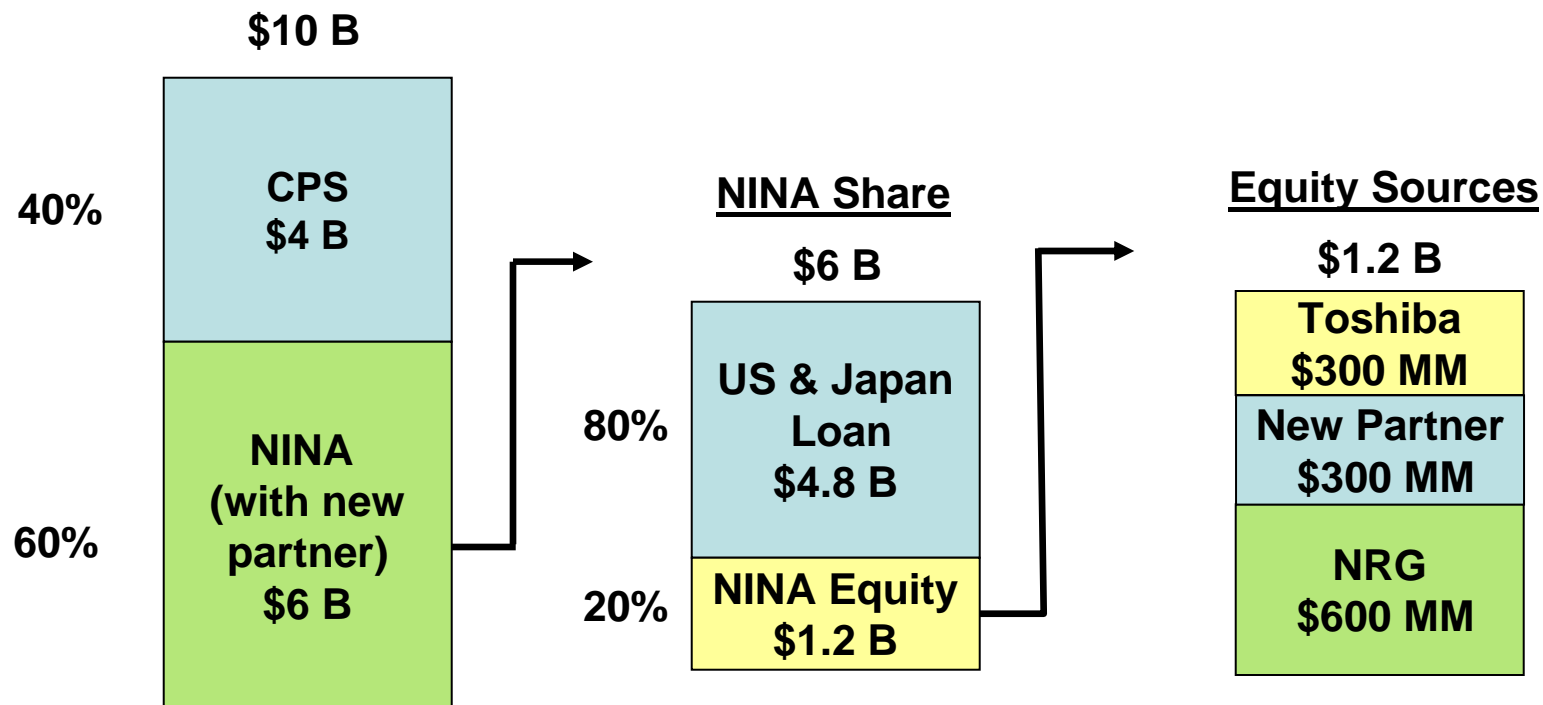 $10 B
40%
CPS
$4 B
60%
NINA
(with new
partner)
$6 B
NINA Share
$6 B
80%
US & Japan
Loan
$4.8 B
20%
NINA Equity
$1.2 B
Equity Sources
$1.2 B
Toshiba
$300 MM
New Partner
$300 MM
NRG
$600 MM